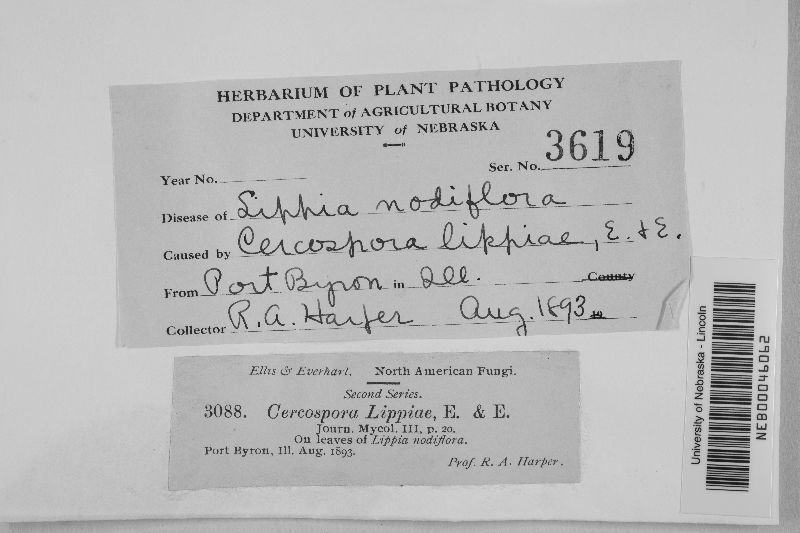 HERBARIUM OF PLANT PATHOLOGY
DEPARTMENT of AGRICULTURAL BOTANY
UNIVERSITY of NEBRASKA
Year No. Ser. No. 3619
Disease of Lippia nodiflora
Caused by Cercospora lippiae, E. & E.
From Port Byron in Ill. County
Collector R. A. Harper Aug. 1893 19
Ellis & Everhart. North American Fungi.
Second Series.
3088. Cercospora Lippiae, E. & E.
Journ. Mycol. III, p. 20.
On leaves of Lippia nodiflora.
Port Byron, Ill. Aug. 1893.
Prof. R. A. Harper.
University of Nebraska - Lincoln
NEB00046062